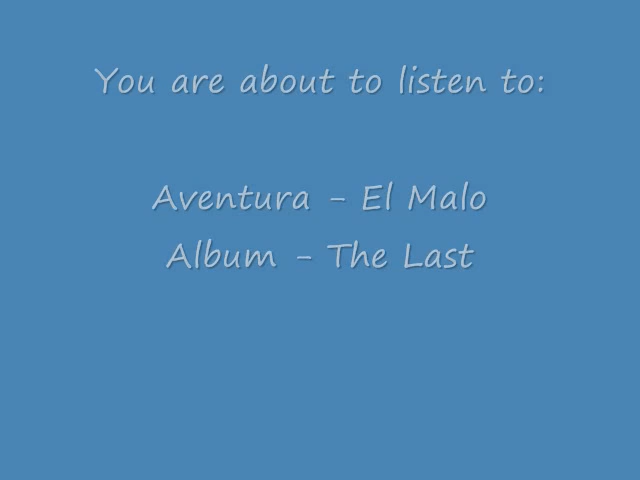 You are about to listen to:
Aventura - El Malo
Album - The Last